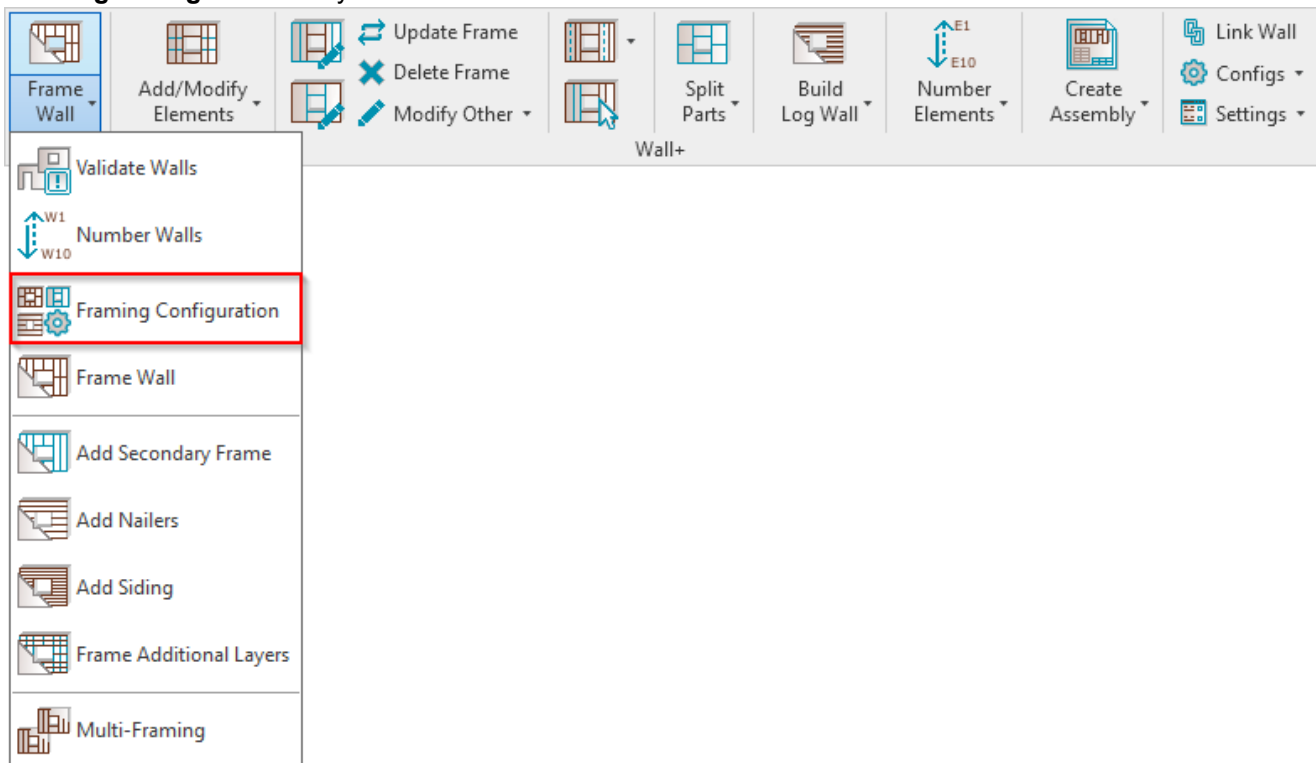 Frame
Wall
Add/Modify
Elements
Update Frame
Delete Frame
Modify Other
Split
Parts
Build
Log Wall
E1
E10
Number
Elements
Create
Assembly
Link Wall
Configs
Settings
Wall+
Validate Walls
W1
W10
Number Walls
Framing Configuration
Frame Wall
Add Secondary Frame
Add Nailers
Add Siding
Frame Additional Layers
Multi-Framing